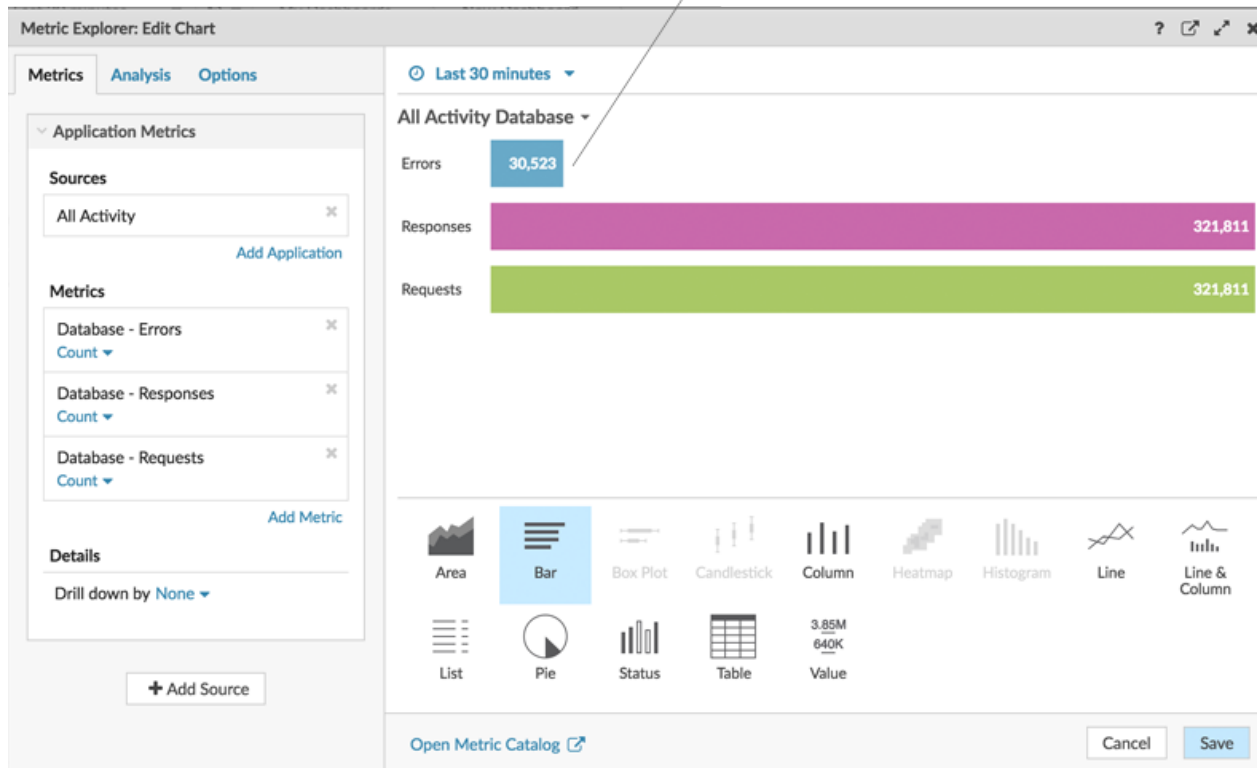 Metric Explorer: Edit Chart
?
Metrics Analysis Options
Application Metrics
Sources
All Activity
Add Application
Metrics
Database - Errors
Count
Database - Responses
Count
Database - Requests
Count
Add Metric
Details
Drill down by None
+ Add Source
Last 30 minutes
All Activity Database
Errors 30,523
Responses 321,811
Requests 321,811
Area Bar Box Plot Candlestick Column Heatmap Histogram Line Line &
Column
3.85M
640K
List Pie Status Table Value
Open Metric Catalog
Cancel Save